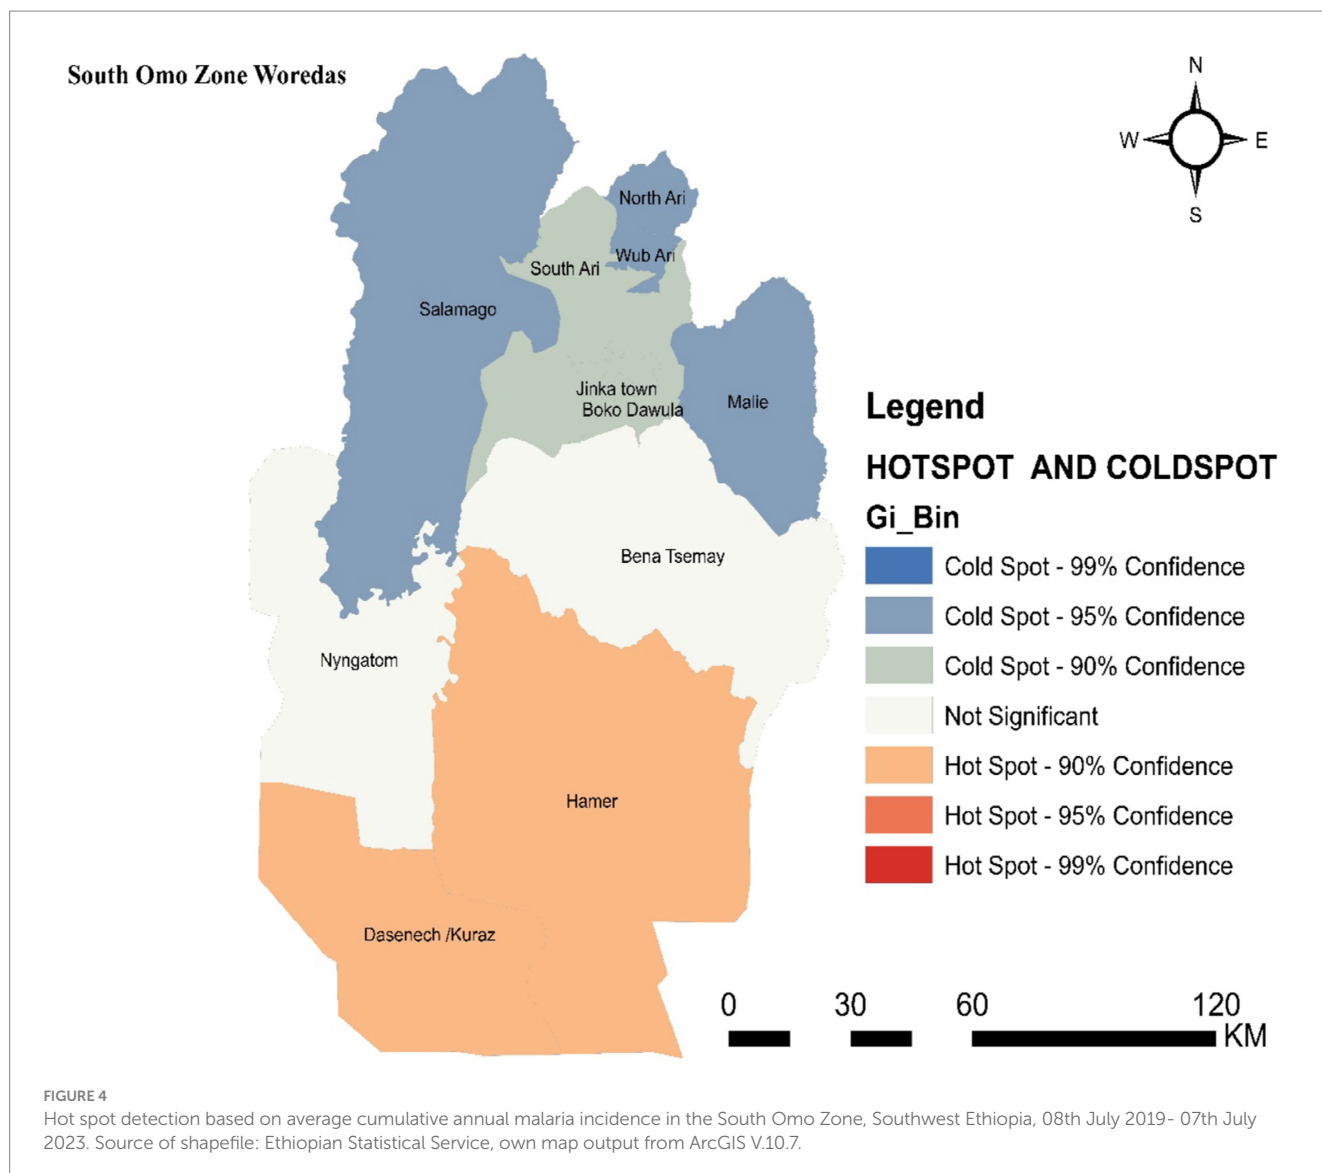 South Omo Zone Woredas
N
W E
S
North Ari
Wub Ari
South Ari
Salamago
Jinka town
Boko Dawula
Malie
Bena Tsemay
Nyngatom
Hamer
Dasenech /Kuraz
Legend
HOTSPOT AND COLDSPOT
Gi_Bin
Cold Spot - 99% Confidence
Cold Spot - 95% Confidence
Cold Spot - 90% Confidence
Not Significant
Hot Spot - 90% Confidence
Hot Spot - 95% Confidence
Hot Spot - 99% Confidence
0 30 60 120
KM
FIGURE 4
Hot spot detection based on average cumulative annual malaria incidence in the South Omo Zone, Southwest Ethiopia, 08th July 2019- 07th July
2023. Source of shapefile: Ethiopian Statistical Service, own map output from ArcGIS V.10.7.